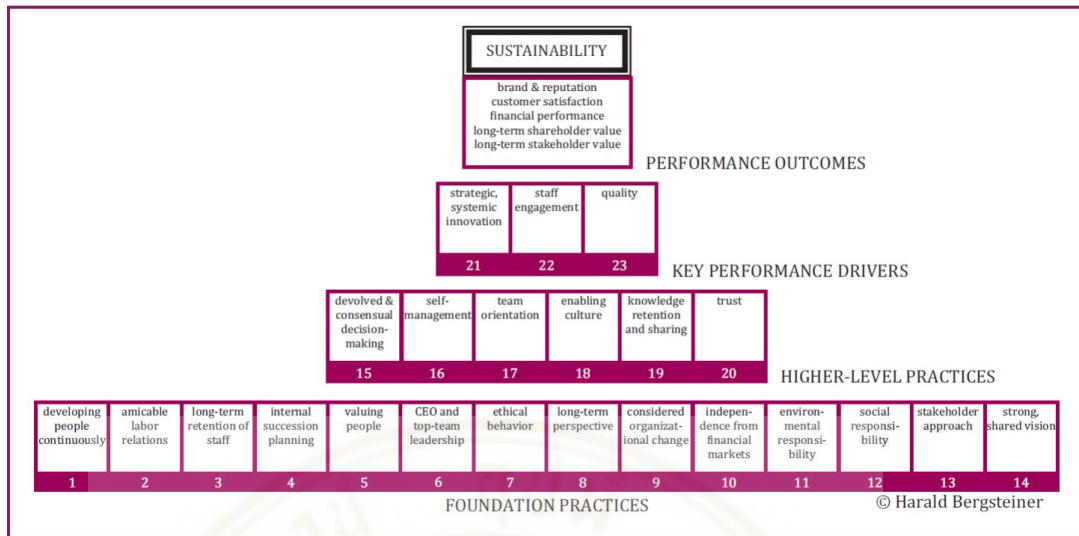 SUSTAINABILITY
brand & reputation
customer satisfaction
financial performance
long-term shareholder value
long-term stakeholder value
PERFORMANCE OUTCOMES
strategic,
systemic
innovation
21
staff
engagement
22
quality
23
KEY PERFORMANCE DRIVERS
devolved &
consensual
decision-
making
15
self-
management
16
team
orientation
17
enabling
culture
18
knowledge
retention
and sharing
19
trust
20
HIGHER-LEVEL PRACTICES
developing
people
continuously
1
amicable
labor
relations
2
long-term
retention of
staff
3
internal
succession
planning
4
valuing
people
5
CEO and
top-team
leadership
6
ethical
behavior
7
long-term
perspective
8
considered
organizat-
ional change
9
indepen-
dence from
financial
markets
10
environ-
mental
responsi-
bility
11
social
responsi-
bility
12
stakeholder
approach
13
strong,
shared vision
14
FOUNDATION PRACTICES
© Harald Bergsteiner